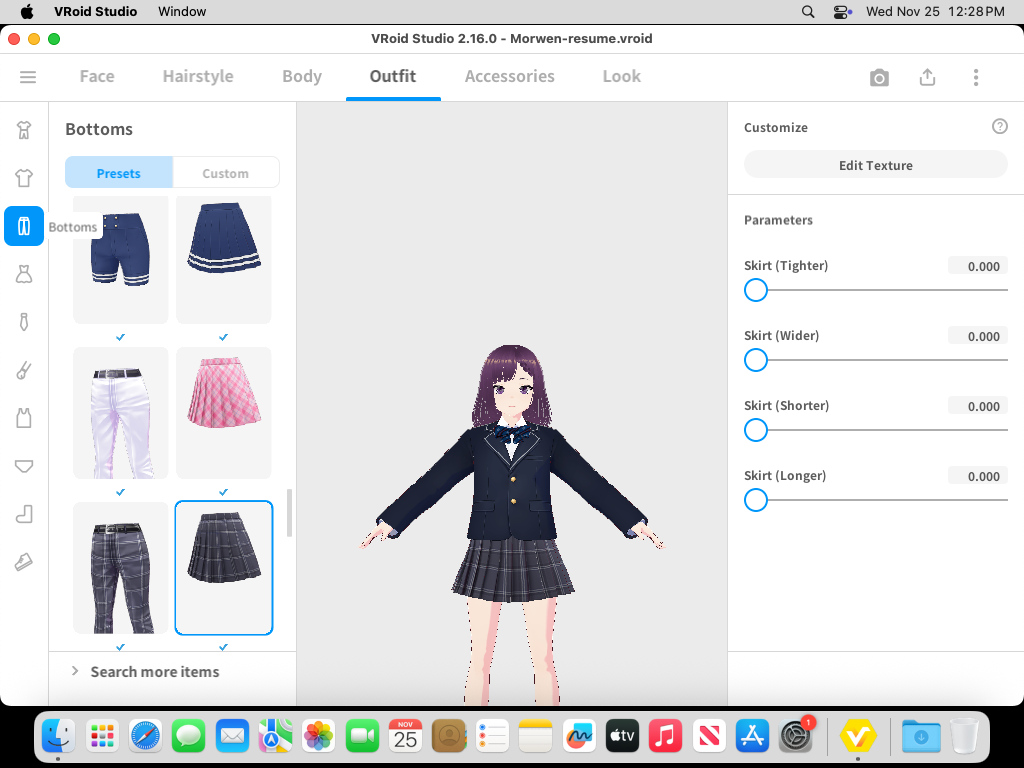 VRoid Studio Window Wed Nov 25 12:28 PM
VRoid Studio 2.16.0 - Morwen-resume.vroid
Face Hairstyle Body Outfit Accessories Look
Bottoms
Presets Custom
Bottoms
Search more items
Customize ?
Edit Texture
Parameters
Skirt (Tighter) 0.000
Skirt (Wider) 0.000
Skirt (Shorter) 0.000
Skirt (Longer) 0.000
NOV
25
tv
1